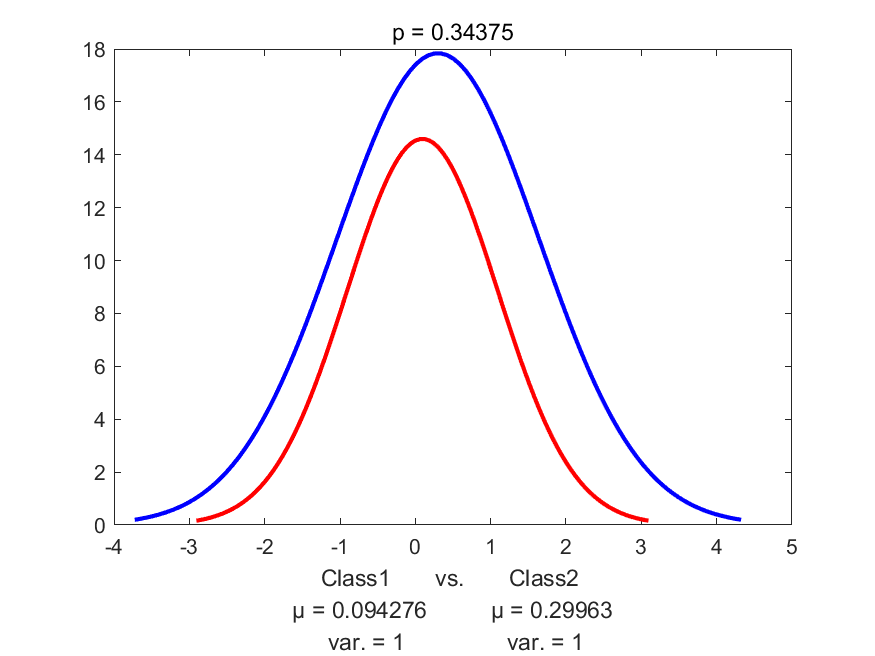 p = 0.34375
18
16
14
12
10
8
6
4
2
0
-4 -3 -2 -1 0 1 2 3 4 5
Class1 vs. Class2
μ = 0.094276 μ = 0.29963
var. = 1 var. = 1